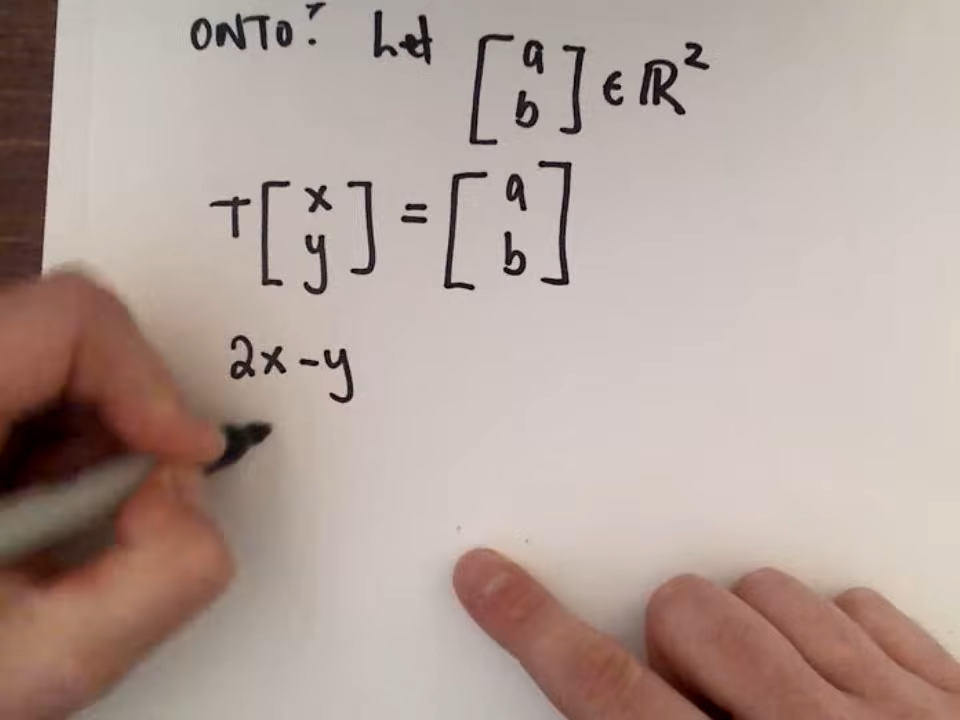 ONTO? Let [a b] ∈ ℝ²
T[x y] = [a b]
2x-y